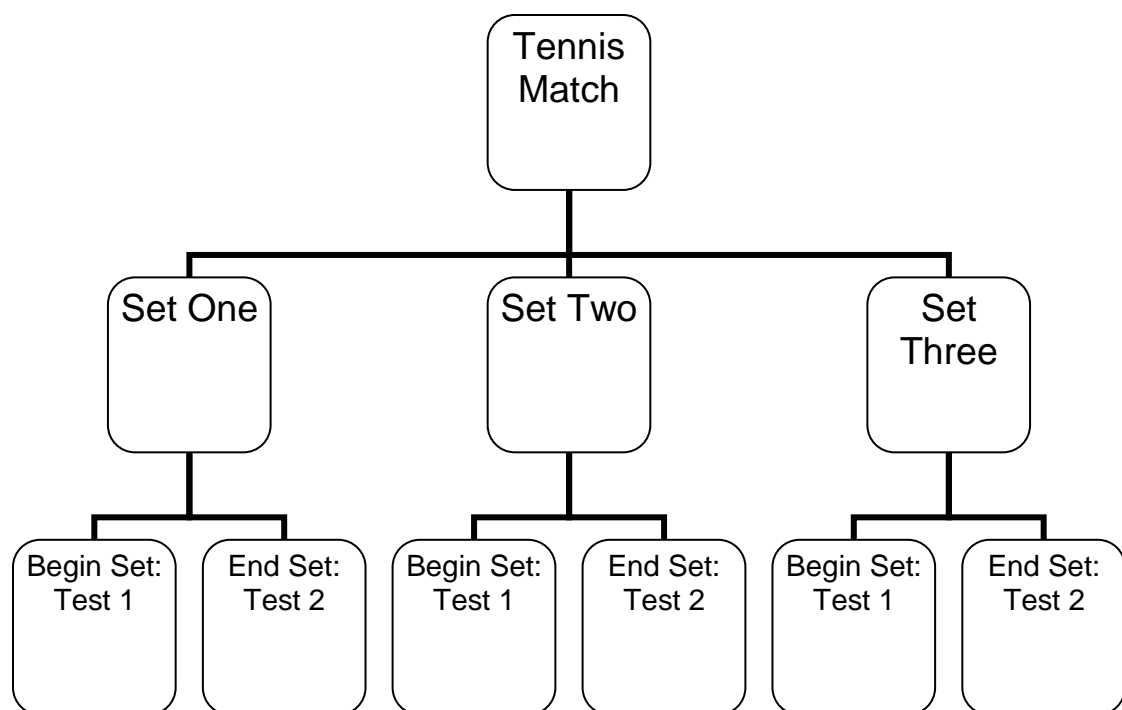 Tennis
Match
Set One
Set Two
Set
Three
Begin Set:
Test 1
End Set:
Test 2
Begin Set:
Test 1
End Set:
Test 2
Begin Set:
Test 1
End Set:
Test 2